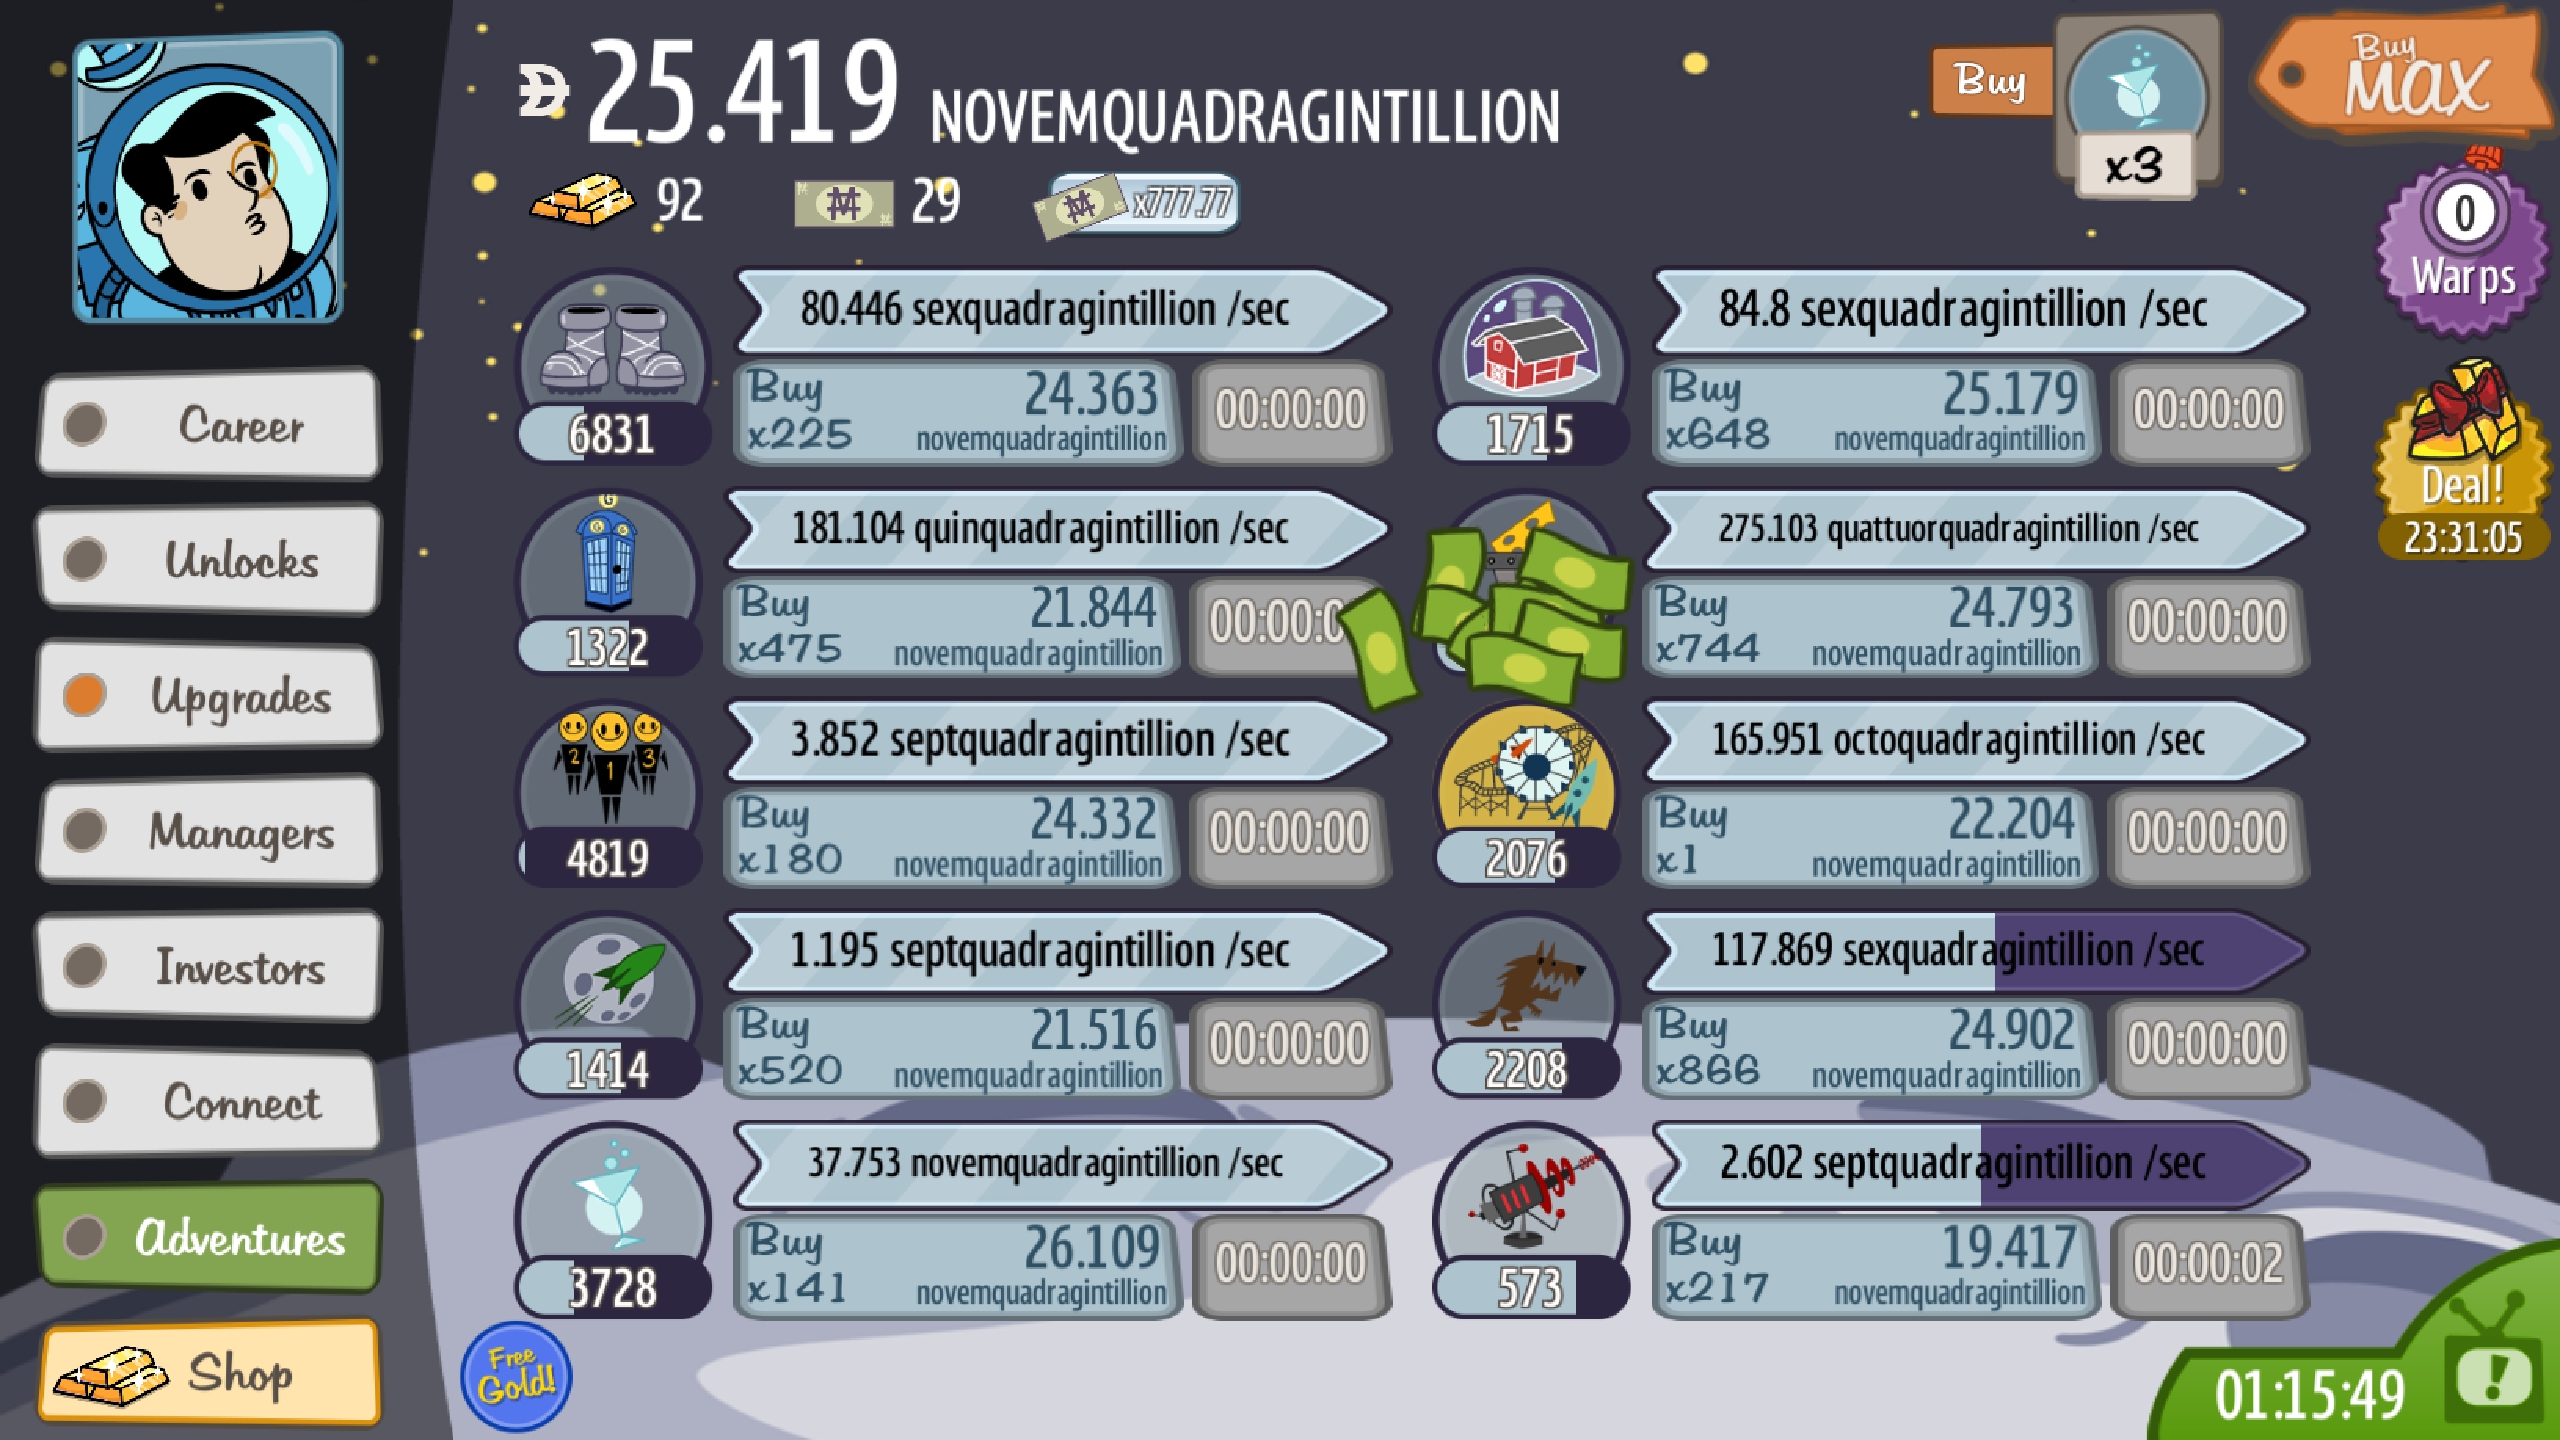 25.419 NOVEMQUADRAGINTILLION
92
29
x777.77
Buy
x3
Buy
MAX
0
Warps
Deal!
23:31:05
Career
Unlocks
Upgrades
Managers
Investors
Connect
Adventures
Shop
80.446 sexquadragintillion /sec
6831
Buy
x225
24.363
novemquadragintillion
00:00:00
84.8 sexquadragintillion /sec
1715
Buy
x648
25.179
novemquadragintillion
00:00:00
G
181.104 quinquadragintillion /sec
1322
Buy
x475
21.844
novemquadragintillion
275.103 quattuorquadragintillion /sec
Buy
x744
24.793
novemquadragintillion
00:00:00
2 1 3
3.852 septquadragintillion /sec
4819
Buy
x180
24.332
novemquadragintillion
00:00:00
165.951 octoquadragintillion /sec
2076
Buy
x1
22.204
novemquadragintillion
00:00:00
1.195 septquadragintillion /sec
1414
Buy
x520
21.516
novemquadragintillion
00:00:00
117.869 sexquadragintillion /sec
2208
Buy
x866
24.902
novemquadragintillion
00:00:00
37.753 novemquadragintillion /sec
3728
Buy
x141
26.109
novemquadragintillion
00:00:00
2.602 septquadragintillion /sec
573
Buy
x217
19.417
novemquadragintillion
00:00:02
Free
Gold!
01:15:49
!